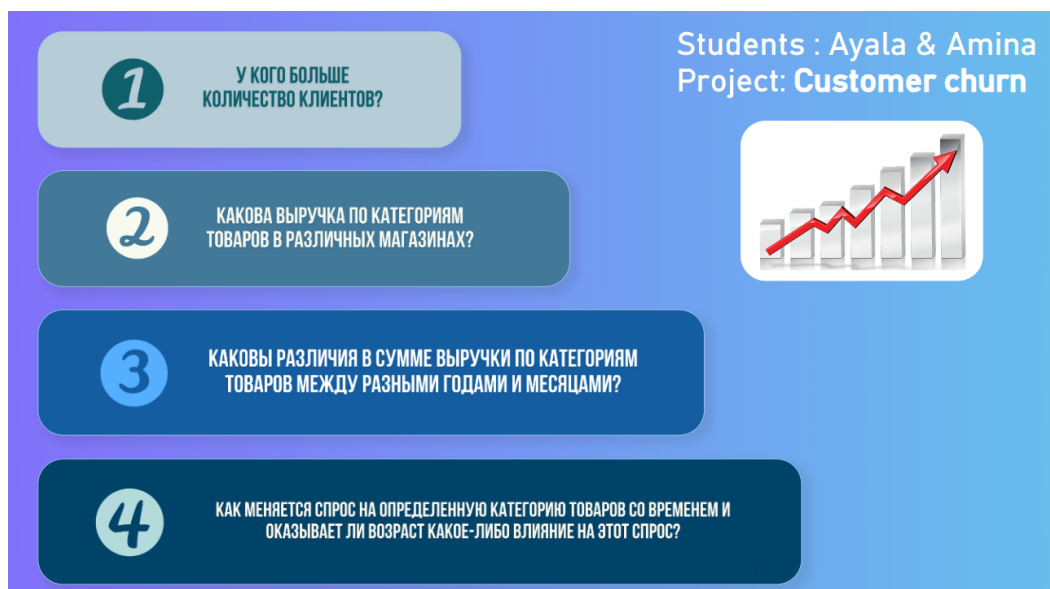 Students : Ayala & Amina
Project: Customer churn
1
У КОГО БОЛЬШЕ
КОЛИЧЕСТВО КЛИЕНТОВ?
2
КАКОВА ВЫРУЧКА ПО КАТЕГОРИЯМ
ТОВАРОВ В РАЗЛИЧНЫХ МАГАЗИНАХ?
3
КАКОВЫ РАЗЛИЧИЯ В СУММЕ ВЫРУЧКИ ПО КАТЕГОРИЯМ
ТОВАРОВ МЕЖДУ РАЗНЫМИ ГОДАМИ И МЕСЯЦАМИ?
4
КАК МЕНЯЕТСЯ СПРОС НА ОПРЕДЕЛЕННУЮ КАТЕГОРИЮ ТОВАРОВ СО ВРЕМЕНЕМ И
ОКАЗЫВАЕТ ЛИ ВОЗРАСТ КАКОЕ-ЛИБО ВЛИЯНИЕ НА ЭТОТ СПРОС?